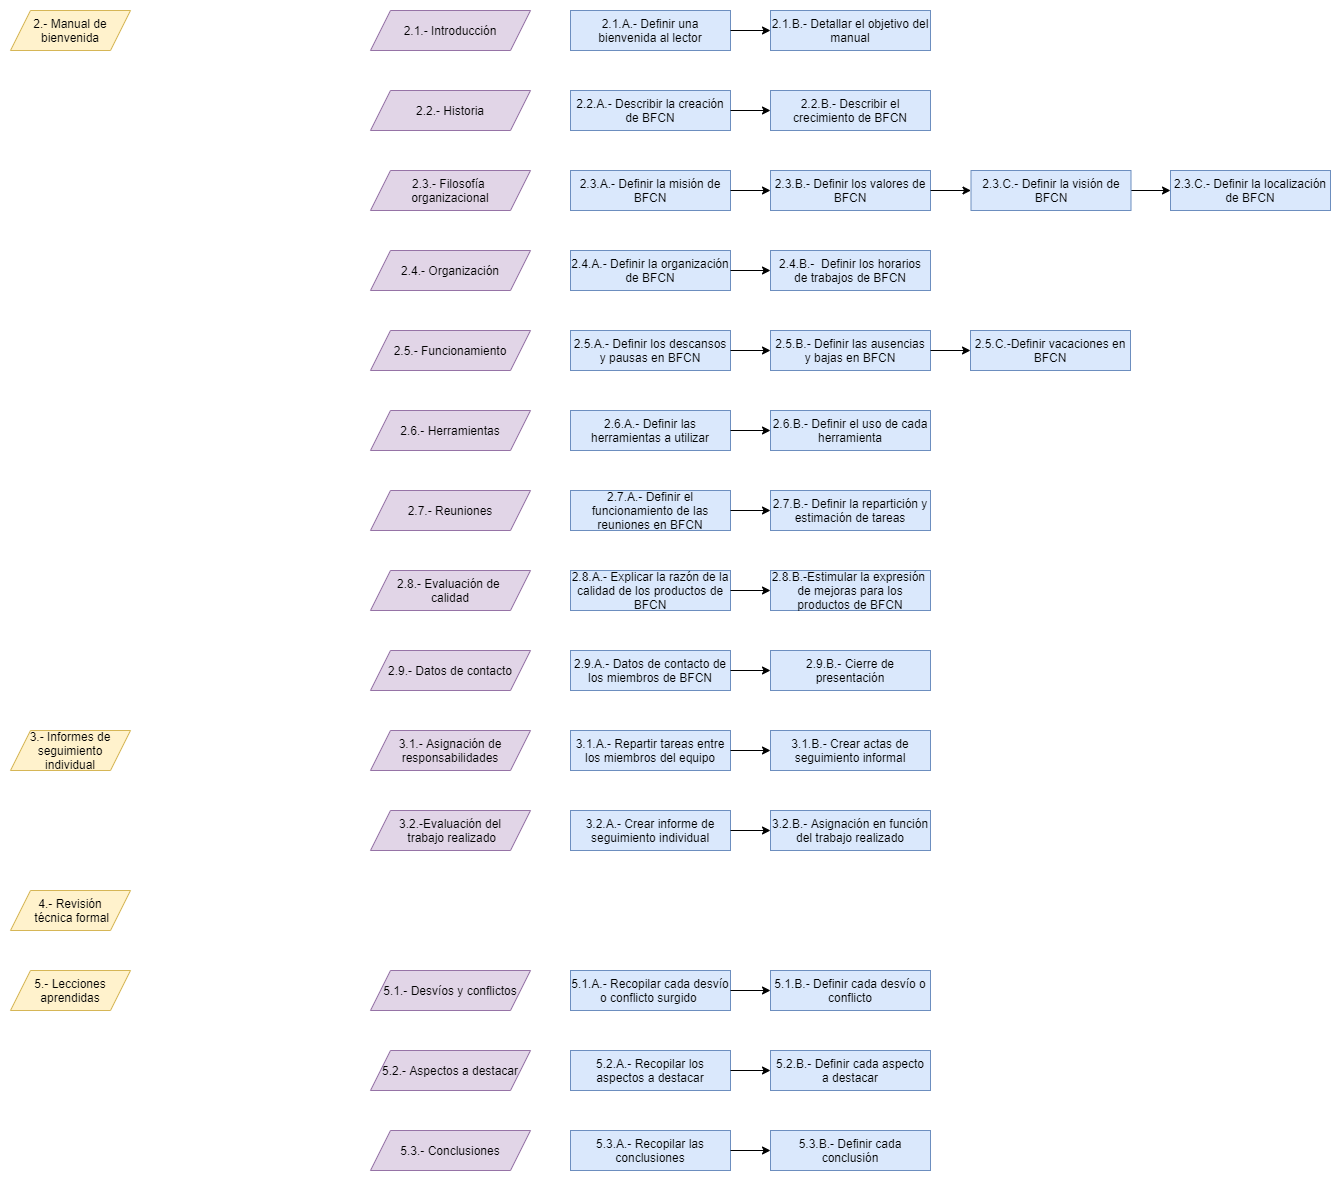 2.- Manual de
bienvenida
2.1.- Introducción
2.1.A.- Definir una
bienvenida al lector
2.1.B.- Detallar el objetivo del
manual
2.2.- Historia
2.2.A.- Describir la creación
de BFCN
2.2.B.- Describir el
crecimiento de BFCN
2.3.- Filosofía
organizacional
2.3.A.- Definir la misión de
BFCN
2.3.B.- Definir los valores de
BFCN
2.3.C.- Definir la visión de
BFCN
2.3.C.- Definir la localización
de BFCN
2.4.- Organización
2.4.A.- Definir la organización
de BFCN
2.4.B.- Definir los horarios
de trabajos de BFCN
2.5.- Funcionamiento
2.5.A.- Definir los descansos
y pausas en BFCN
2.5.B.- Definir las ausencias
y bajas en BFCN
2.5.C.-Definir vacaciones en
BFCN
2.6.- Herramientas
2.6.A.- Definir las
herramientas a utilizar
2.6.B.- Definir el uso de cada
herramienta
2.7.- Reuniones
2.7.A.- Definir el
funcionamiento de las
reuniones en BFCN
2.7.B.- Definir la repartición y
estimación de tareas
2.8.- Evaluación de
calidad
2.8.A.- Explicar la razón de la
calidad de los productos de
BFCN
2.8.B.-Estimular la expresión
de mejoras para los
productos de BFCN
2.9.- Datos de contacto
2.9.A.- Datos de contacto de
los miembros de BFCN
2.9.B.- Cierre de
presentación
3.- Informes de
seguimiento
individual
3.1.- Asignación de
responsabilidades
3.1.A.- Repartir tareas entre
los miembros del equipo
3.1.B.- Crear actas de
seguimiento informal
3.2.-Evaluación del
trabajo realizado
3.2.A.- Crear informe de
seguimiento individual
3.2.B.- Asignación en función
del trabajo realizado
4.- Revisión
técnica formal
5.- Lecciones
aprendidas
5.1.- Desvíos y conflictos
5.1.A.- Recopilar cada desvío
o conflicto surgido
5.1.B.- Definir cada desvío o
conflicto
5.2.- Aspectos a destacar
5.2.A.- Recopilar los
aspectos a destacar
5.2.B.- Definir cada aspecto
a destacar
5.3.- Conclusiones
5.3.A.- Recopilar las
conclusiones
5.3.B.- Definir cada
conclusión